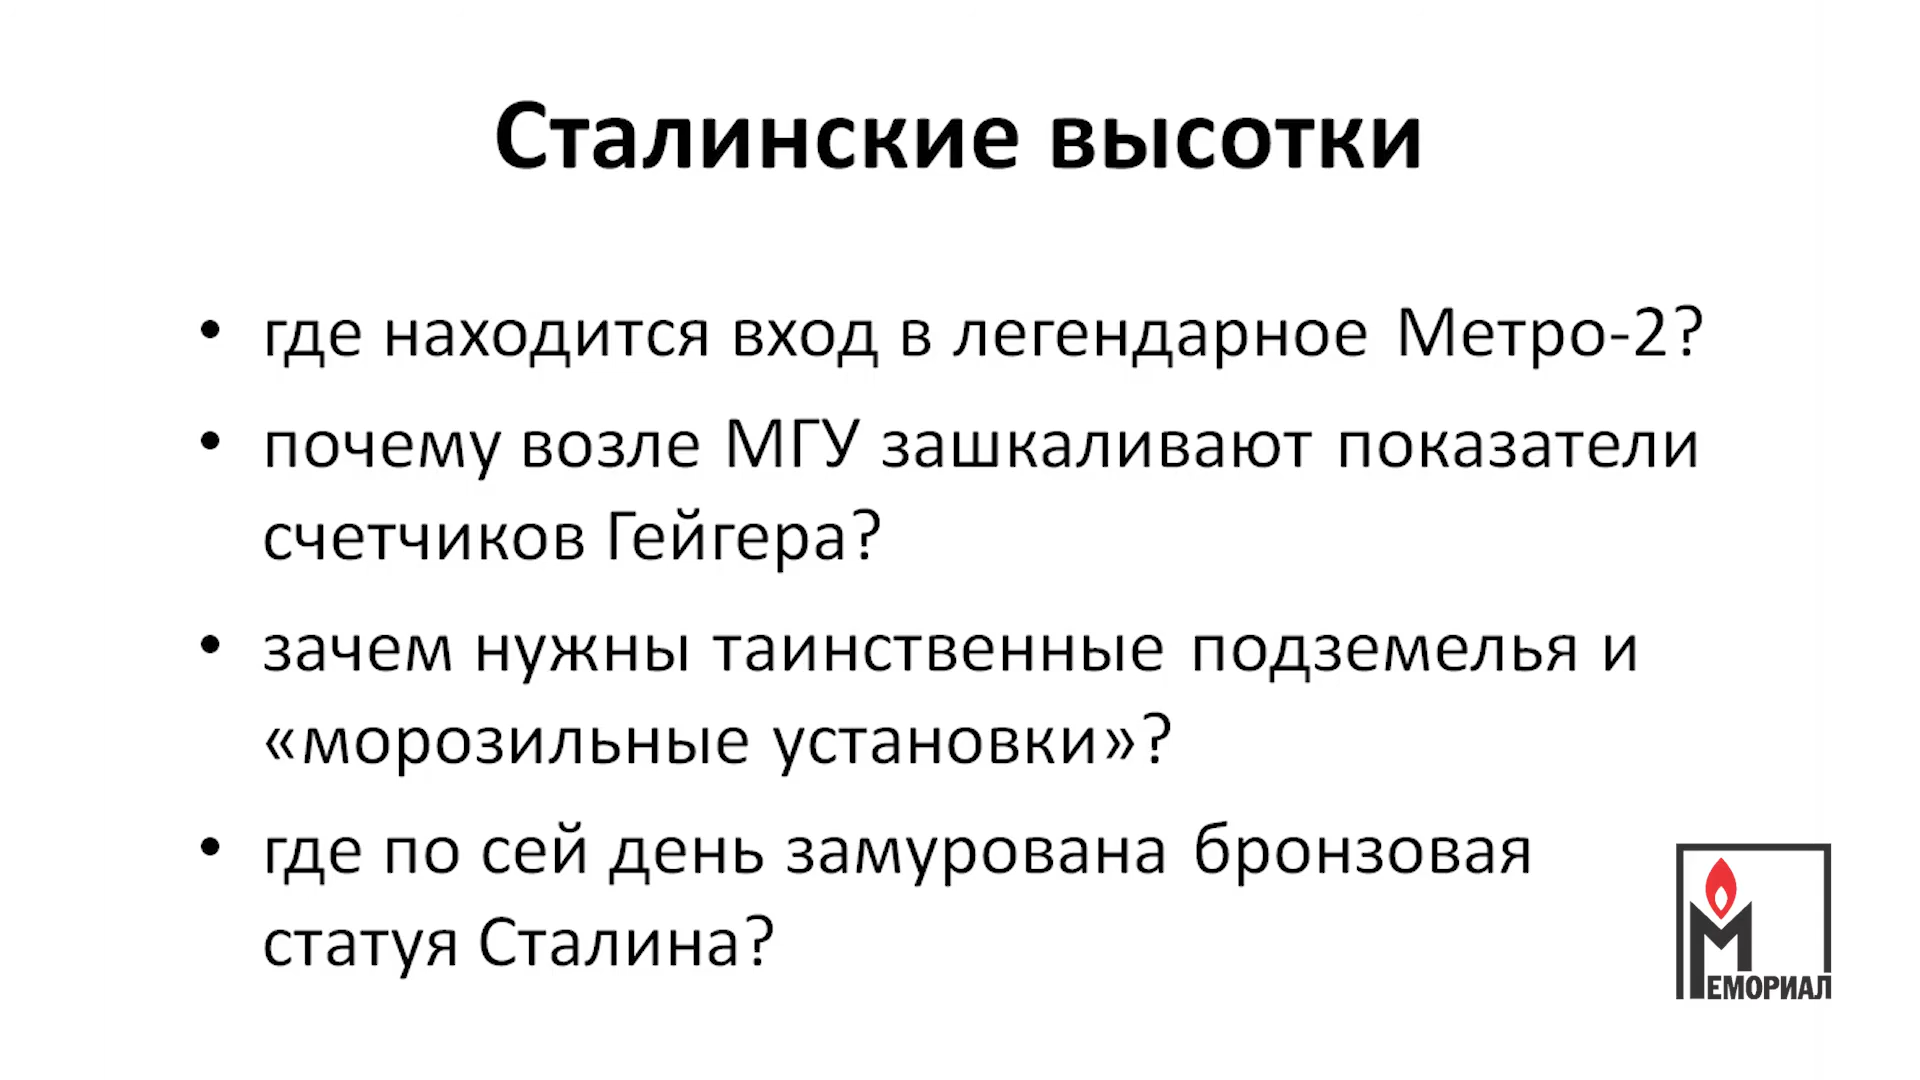 Сталинские высотки
• где находится вход в легендарное Метро-2?
• почему возле МГУ зашкаливают показатели
счетчиков Гейгера?
• зачем нужны таинственные подземелья и
«морозильные установки»?
• где по сей день замурована бронзовая
статуя Сталина?
МЕМОРИАЛ